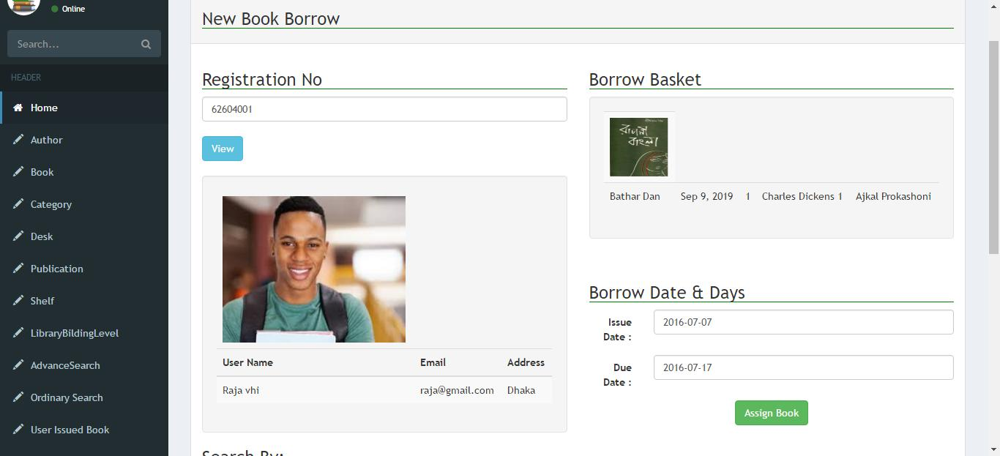 Online
Search...
HEADER
Home
Author
Book
Category
Desk
Publication
Shelf
LibraryBildingLevel
AdvanceSearch
Ordinary Search
User Issued Book
New Book Borrow
Registration No
62604001
View
User Name Email Address
Raja vhi raja@gmail.com Dhaka
Search By:
Borrow Basket
রূপসী
বাংলা
Bathar Dan Sep 9, 2019 1 Charles Dickens 1 Ajkal Prokashoni
Borrow Date & Days
Issue Date : 2016-07-07
Due Date : 2016-07-17
Assign Book